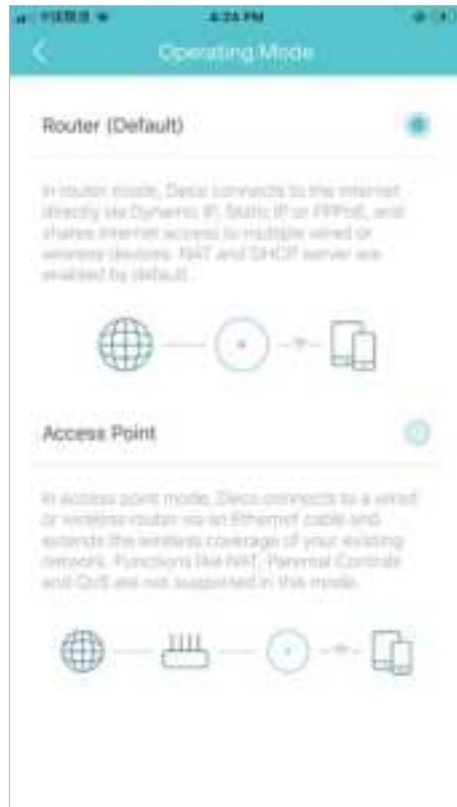 4:24 PM
Operating Mode
Router (Default)
In router mode, Deco connects to the internet
directly via Dynamic IP, Static IP or PPPoE, and
shares internet access to multiple wired or
wireless devices. NAT and DHCP server are
enabled by default.
Access Point
In access point mode, Deco connects to a wired
or wireless router via an Ethernet cable and
extends the wireless coverage of your existing
network. Functions like NAT, Parental Controls
and QoS are not supported in this mode.